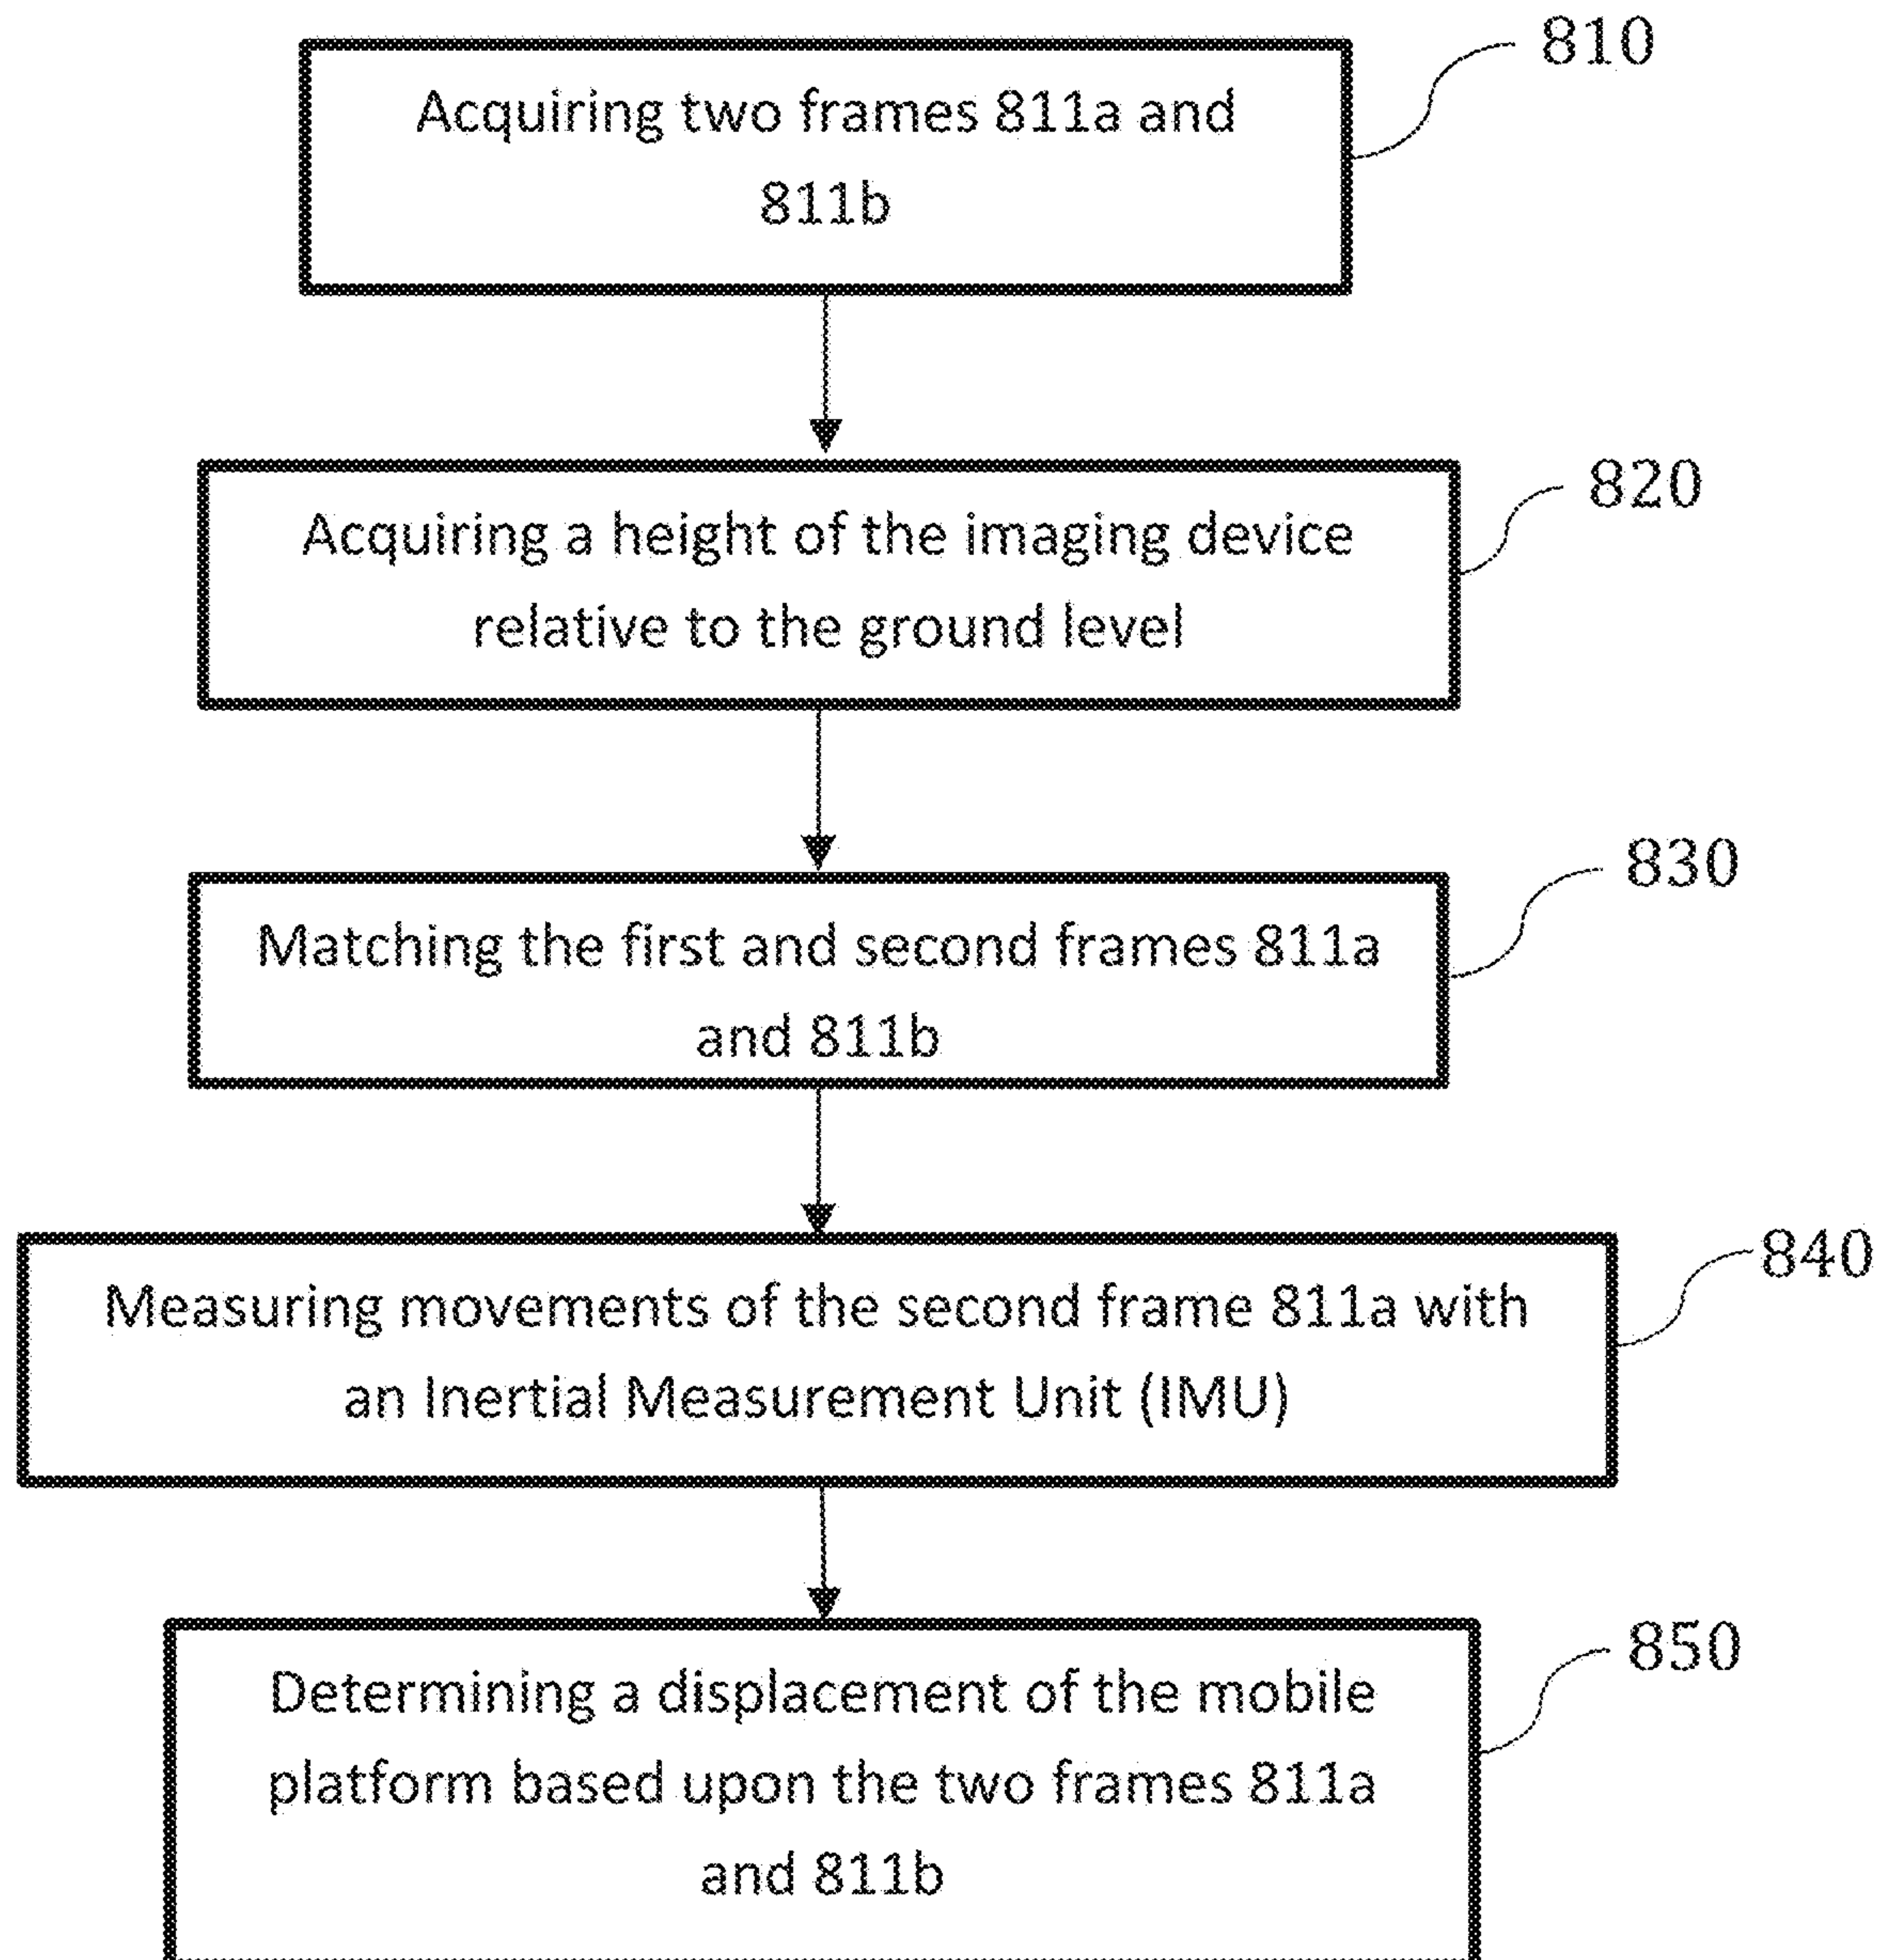 810
Acquiring two frames 811a and
811b
820
Acquiring a height of the imaging device
relative to the ground level
830
Matching the first and second frames 811a
and 811b
840
Measuring movements of the second frame 811a with
an Inertial Measurement Unit (IMU)
850
Determining a displacement of the mobile
platform based upon the two frames 811a
and 811b